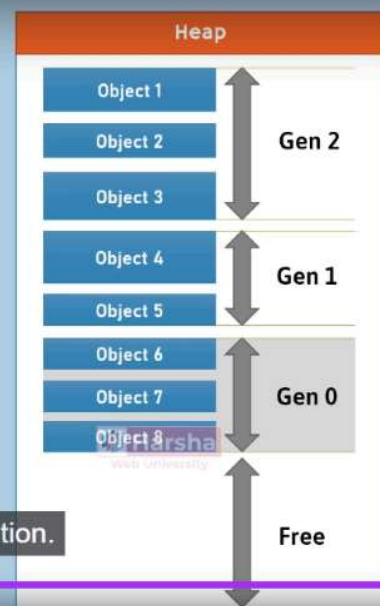 Heap
Object 1
Object 2
Gen 2
Object 3
Object 4
Gen 1
Object 5
Object 6
Object 7
Gen 0
Object 8
Harsha
Web University
tion.
Free